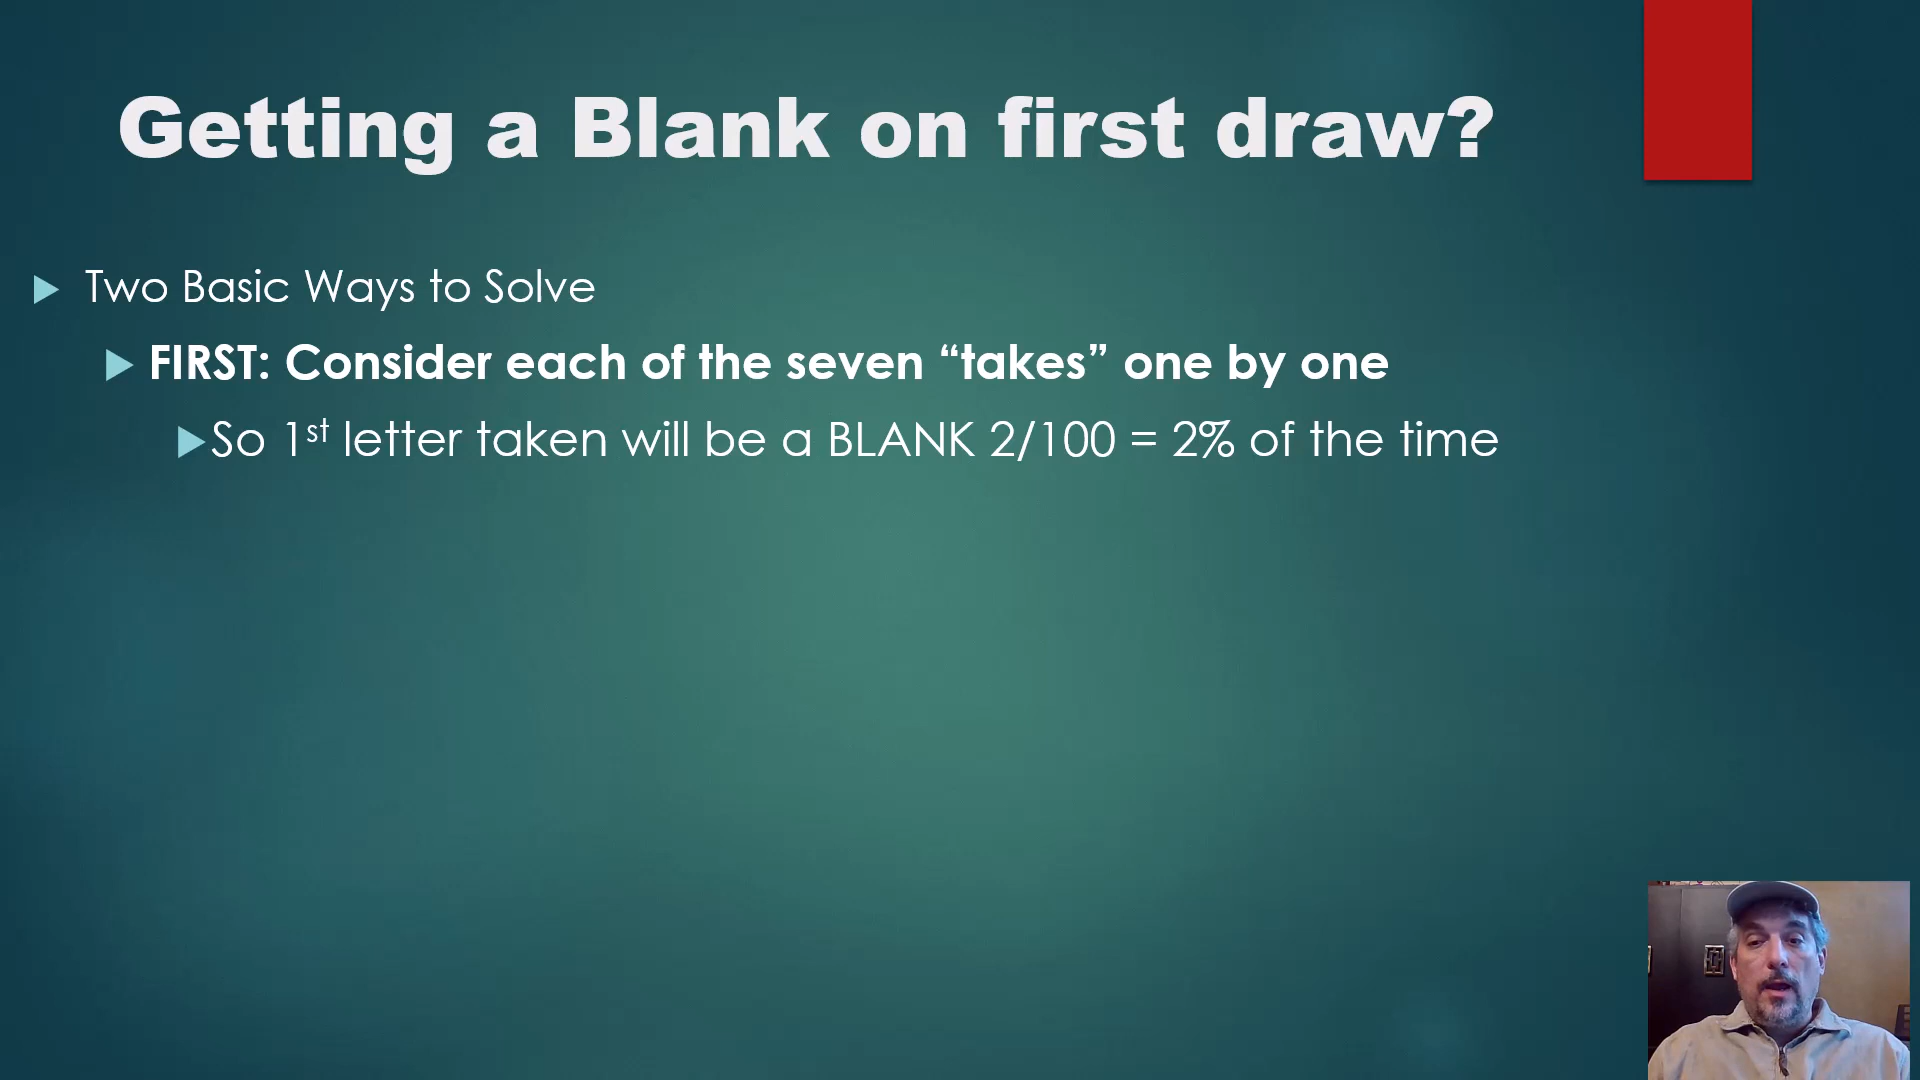 Getting a Blank on first draw?
Two Basic Ways to Solve
FIRST: Consider each of the seven “takes” one by one
So 1st letter taken will be a BLANK 2/100 = 2% of the time